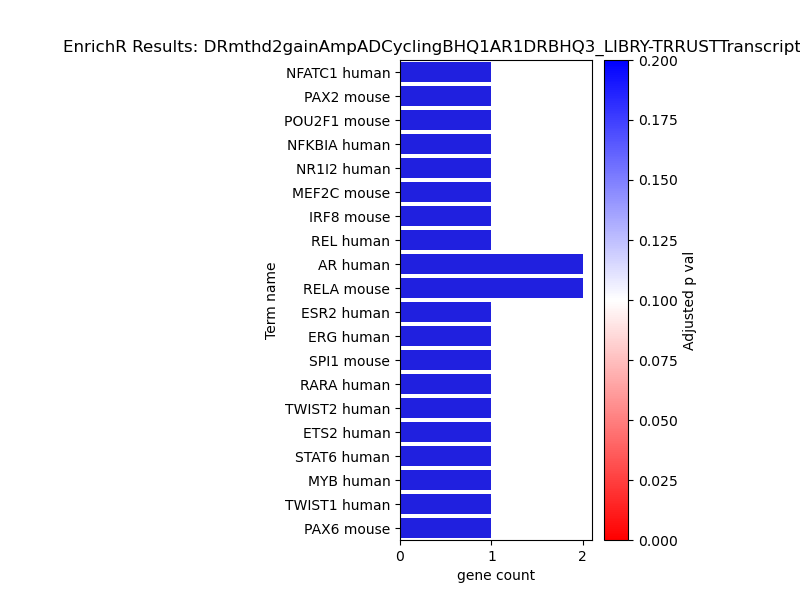 EnrichR Results: DRmthd2gainAmpADCyclingBHQ1AR1DRBHQ3_LIBRY-TRRUSTTranscript
NFATC1 human
PAX2 mouse
POU2F1 mouse
NFKBIA human
NR1I2 human
MEF2C mouse
IRF8 mouse
REL human
AR human
RELA mouse
ESR2 human
ERG human
SPI1 mouse
RARA human
TWIST2 human
ETS2 human
STAT6 human
MYB human
TWIST1 human
PAX6 mouse
Term name
0 1 2
gene count
0.200
0.175
0.150
0.125
0.100
0.075
0.050
0.025
0.000
Adjusted p val